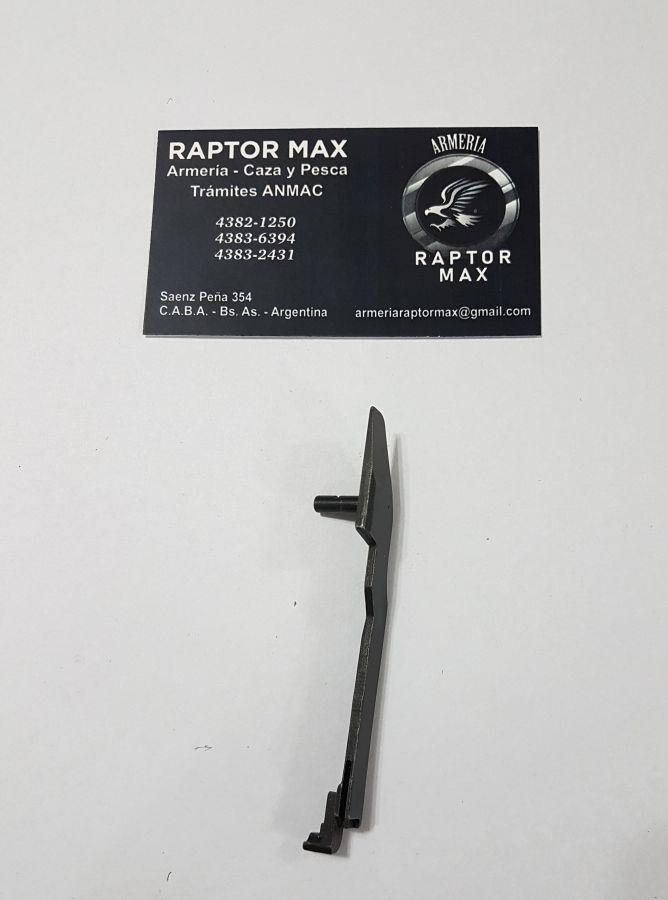 RAPTOR MAX
Armería - Caza y Pesca
Trámites ANMAC
4382-1250
4383-6394
4383-2431
Saenz Peña 354
C.A.B.A. - Bs. As. - Argentina
ARMERIA
RAPTOR
MAX
armeriaraptormax@gmail.com